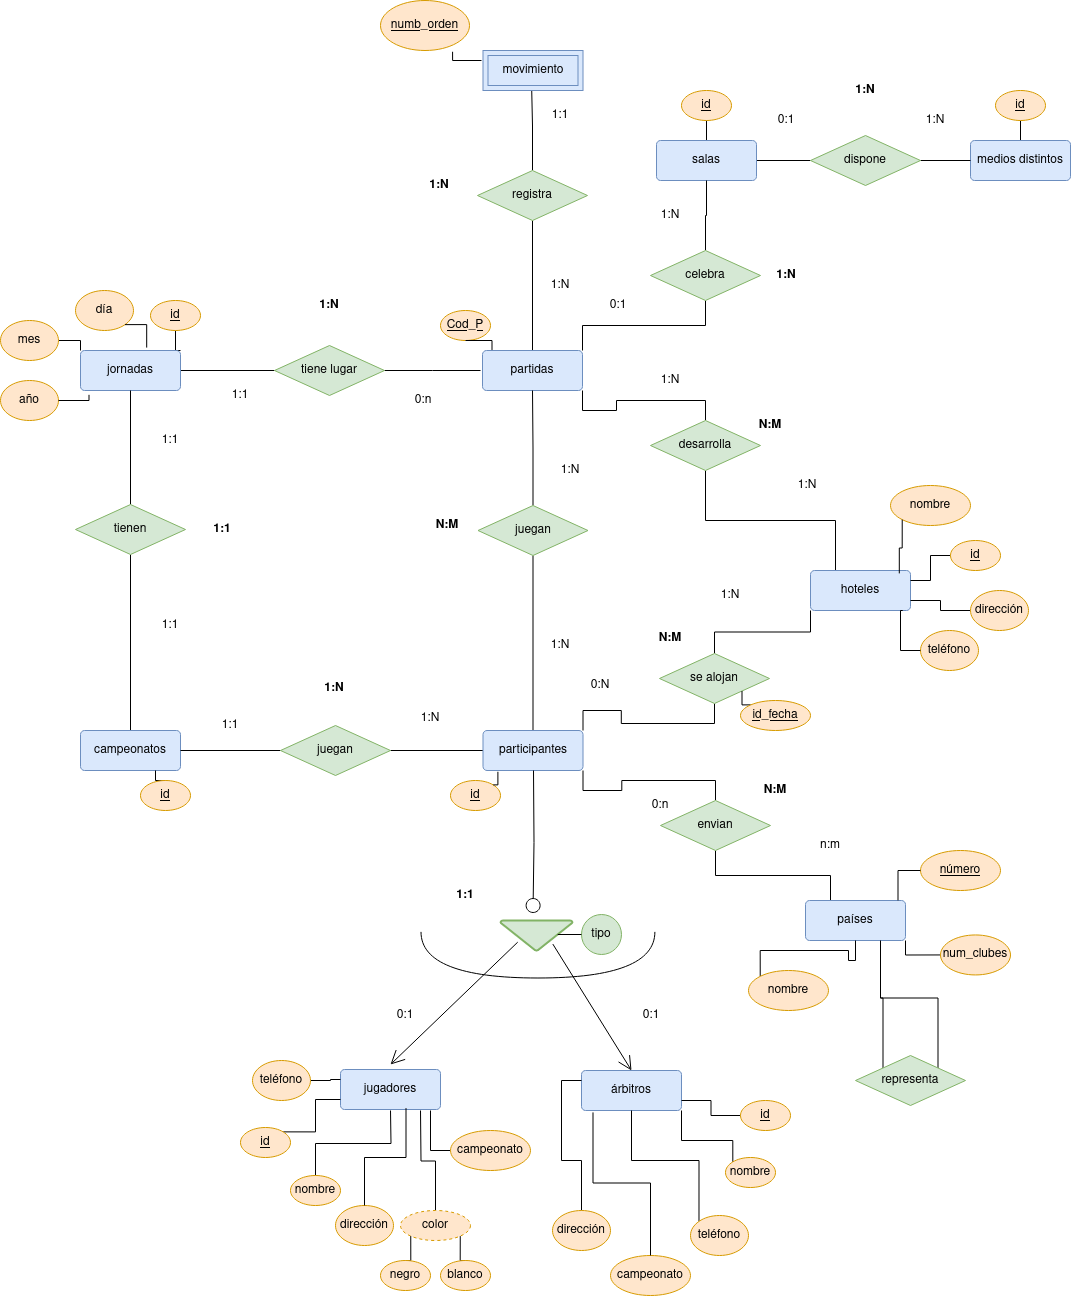 numb_orden
movimiento
1:1
1:N
registra
1:N
id
0:1
1:N
1:N
id
salas
dispone
medios distintos
1:N
celebra
1:N
0:1
día
id
mes
jornadas
año
1:N
tiene lugar
1:1
0:n
Cod_P
partidas
1:N
desarrolla
N:M
1:N
1:1
tienen
1:1
1:1
1:N
N:M
juegan
1:N
nombre
id
hoteles
dirección
teléfono
1:N
N:M
se alojan
0:N
id_fecha
campeonatos
id
1:1
1:N
juegan
1:N
participantes
id
0:n
N:M
envian
n:m
número
países
num_clubes
nombre
representa
1:1
tipo
0:1
0:1
teléfono
jugadores
id
nombre
dirección
color
campeonato
negro
blanco
árbitros
id
nombre
dirección
teléfono
campeonato